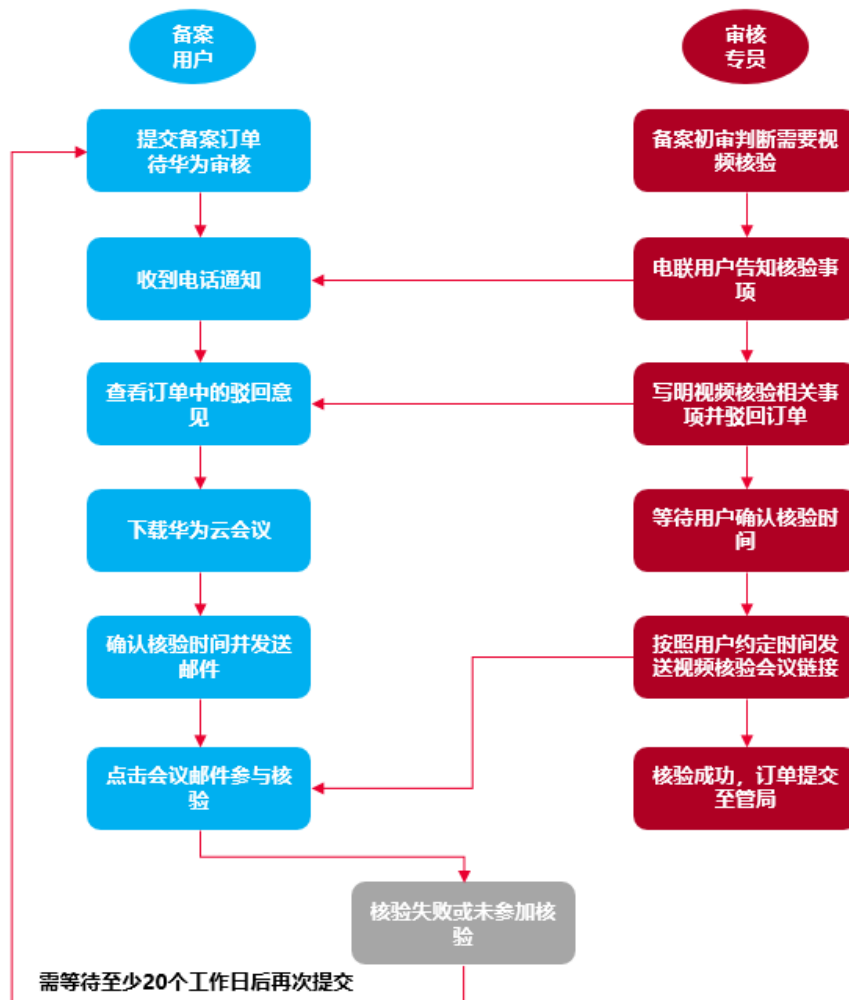 备案
用户
审核
专员
提交备案订单
待华为审核
备案初审判断需要视
频核验
收到电话通知
电联用户告知核验事
项
查看订单中的驳回意
见
写明视频核验相关事
项并驳回订单
下载华为云会议
等待用户确认核验时
间
确认核验时间并发送
邮件
按照用户约定时间发
送视频核验会议链接
点击会议邮件参与核
验
核验成功，订单提交
至管局
核验失败或未参加核
验
需等待至少20个工作日后再次提交